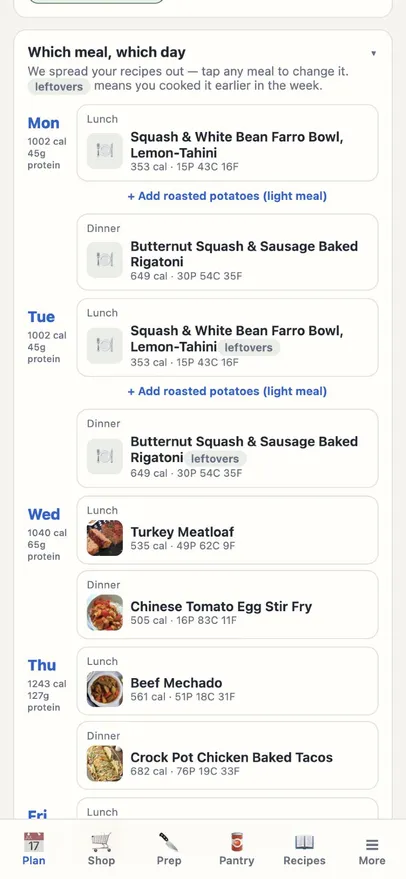 Which meal, which day ▼
We spread your recipes out — tap any meal to change it.
leftovers means you cooked it earlier in the week.
Mon
1002 cal
45g
protein
Lunch
Squash & White Bean Farro Bowl,
Lemon-Tahini
353 cal · 15P 43C 16F
+ Add roasted potatoes (light meal)
Dinner
Butternut Squash & Sausage Baked
Rigatoni
649 cal · 30P 54C 35F
Tue
1002 cal
45g
protein
Lunch
Squash & White Bean Farro Bowl,
Lemon-Tahini leftovers
353 cal · 15P 43C 16F
+ Add roasted potatoes (light meal)
Dinner
Butternut Squash & Sausage Baked
Rigatoni leftovers
649 cal · 30P 54C 35F
Wed
1040 cal
65g
protein
Lunch
Turkey Meatloaf
535 cal · 49P 62C 9F
Dinner
Chinese Tomato Egg Stir Fry
505 cal · 16P 83C 11F
Thu
1243 cal
127g
protein
Lunch
Beef Mechado
561 cal · 51P 18C 31F
Dinner
Crock Pot Chicken Baked Tacos
682 cal · 76P 19C 33F
Fri
Lunch
17
Plan
Shop
Prep
Pantry
Recipes
More